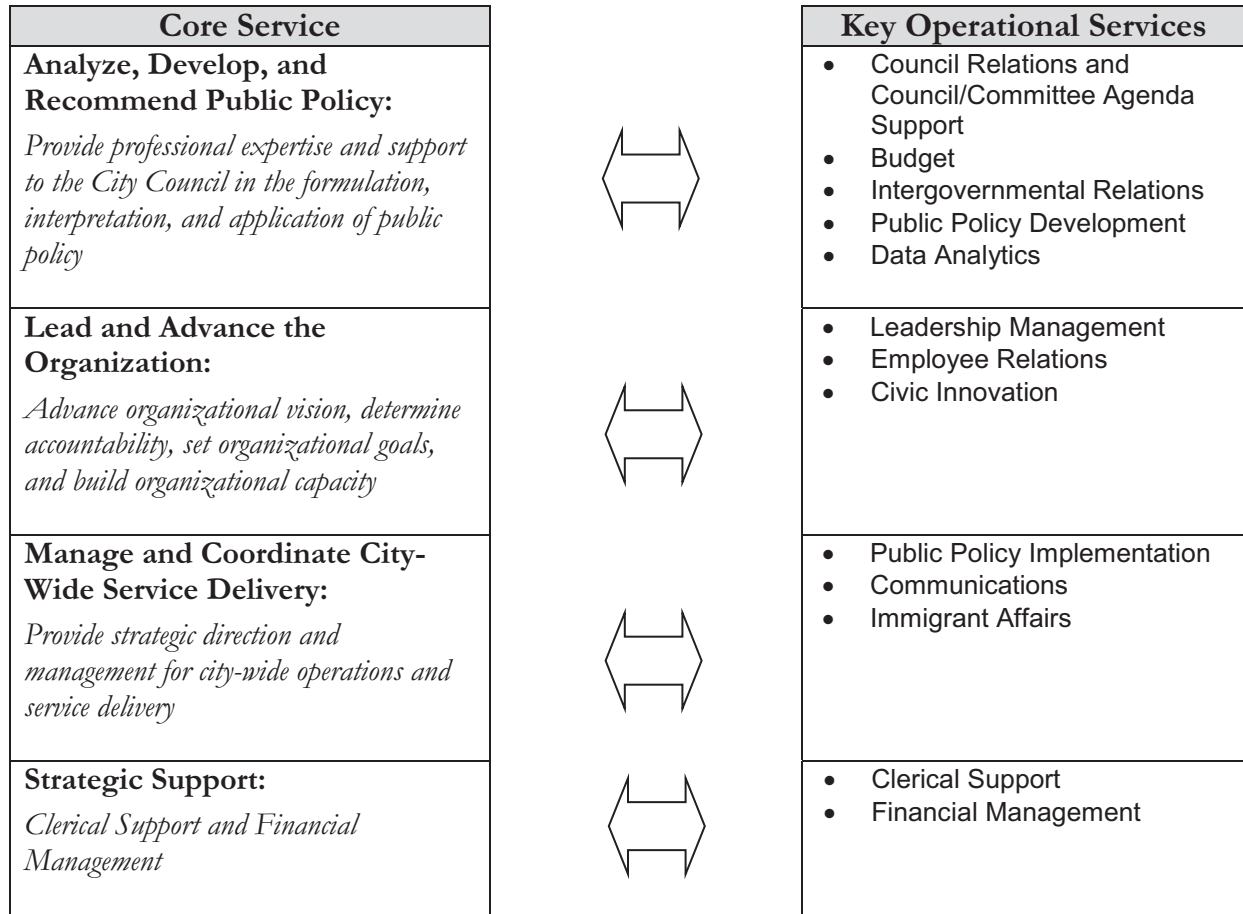 Core Service
Key Operational Services
Analyze, Develop, and
Recommend Public Policy:
Provide professional expertise and support
to the City Council in the formulation,
interpretation, and application of public
policy
• Council Relations and
Council/Committee Agenda
Support
• Budget
• Intergovernmental Relations
• Public Policy Development
• Data Analytics
Lead and Advance the
Organization:
Advance organizational vision, determine
accountability, set organizational goals,
and build organizational capacity
• Leadership Management
• Employee Relations
• Civic Innovation
Manage and Coordinate City-
Wide Service Delivery:
Provide strategic direction and
management for city-wide operations and
service delivery
• Public Policy Implementation
• Communications
• Immigrant Affairs
Strategic Support:
Clerical Support and Financial
Management
• Clerical Support
• Financial Management